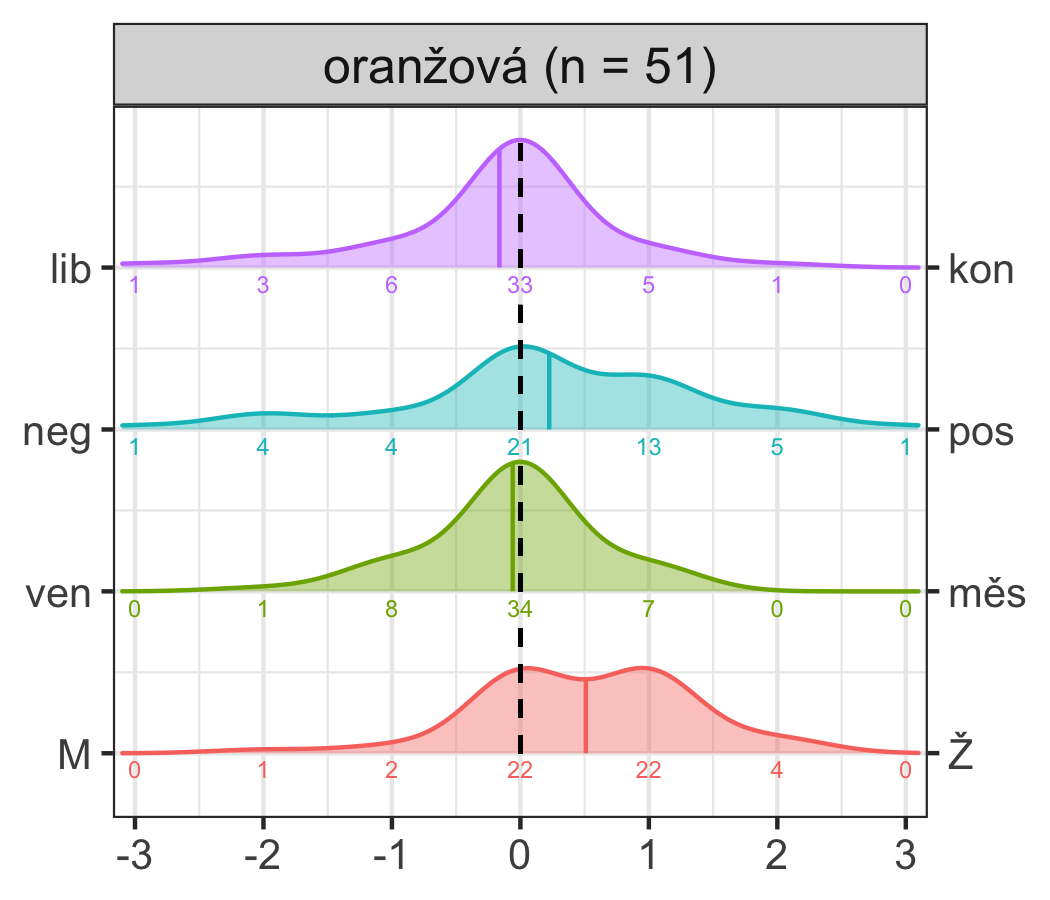 oranžová (n = 51)
lib kon
1 3 6 33 5 1 0
neg pos
1 4 4 21 13 5 1
ven měs
0 1 8 34 7 0 0
M Ž
0 1 2 22 22 4 0
-3 -2 -1 0 1 2 3